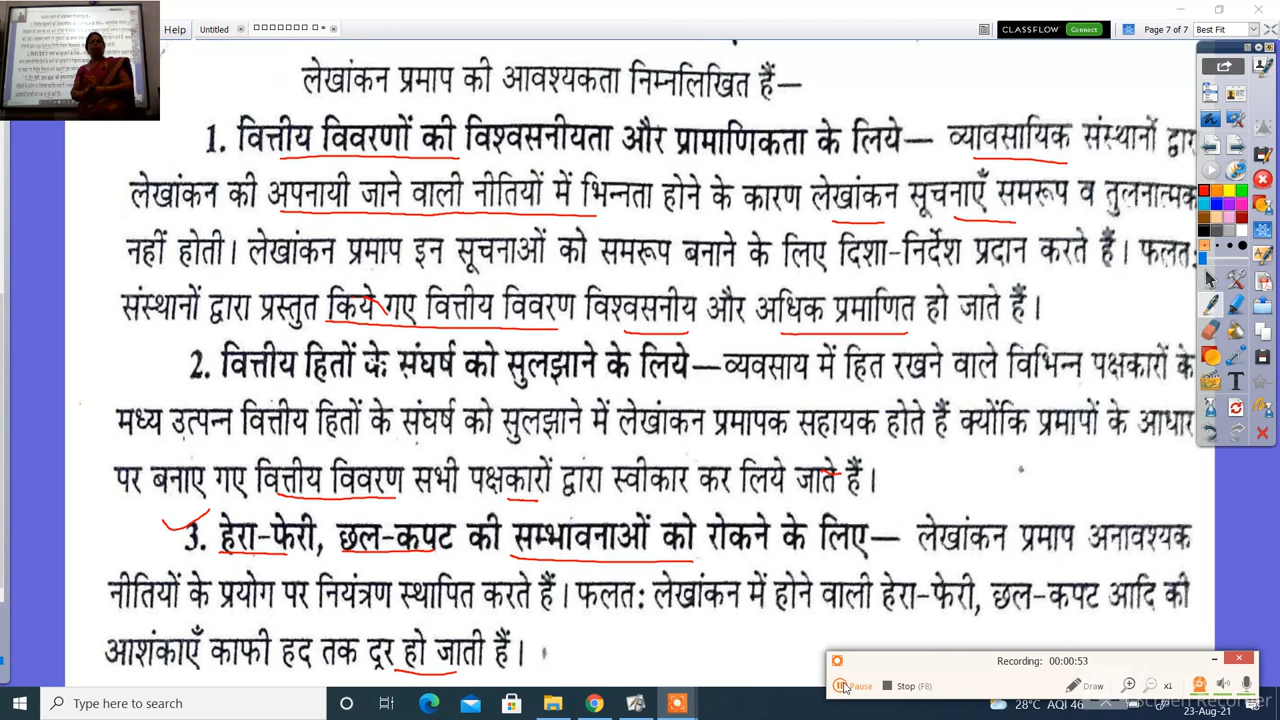 Help
Untitled
CLASSFLOW Connect
Page 7 of 7
Best Fit
लेखांकन प्रमाप की आवश्यकता निम्नलिखित हैं—
1. वित्तीय विवरणों की विश्वसनीयता और प्रामाणिकता के लिये— व्यावसायिक संस्थानों द्वारा
लेखांकन की अपनायी जाने वाली नीतियों में भिन्नता होने के कारण लेखांकन सूचनाएँ समरूप व तुलनात्मक
नहीं होती। लेखांकन प्रमाप इन सूचनाओं को समरूप बनाने के लिए दिशा-निर्देश प्रदान करते हैं। फलत:
संस्थानों द्वारा प्रस्तुत किये गए वित्तीय विवरण विश्वसनीय और अधिक प्रमाणित हो जाते हैं।
2. वित्तीय हितों के संघर्ष को सुलझाने के लिये—व्यवसाय में हित रखने वाले विभिन्न पक्षकारों के
मध्य उत्पन्न वित्तीय हितों के संघर्ष को सुलझाने में लेखांकन प्रमापक सहायक होते हैं क्योंकि प्रमापों के आधार
पर बनाए गए वित्तीय विवरण सभी पक्षकारों द्वारा स्वीकार कर लिये जाते हैं।
3. हेरा-फेरी, छल-कपट की सम्भावनाओं को रोकने के लिए— लेखांकन प्रमाप अनावश्यक
नीतियों के प्रयोग पर नियंत्रण स्थापित करते हैं। फलत: लेखांकन में होने वाली हेरा-फेरी, छल-कपट आदि की
आशंकाएँ काफी हद तक दूर हो जाती हैं।
Recording: 00:00:53
Pause
Stop (F8)
Draw
x1
Type here to search
28°C AQI 46
23-Aug-21